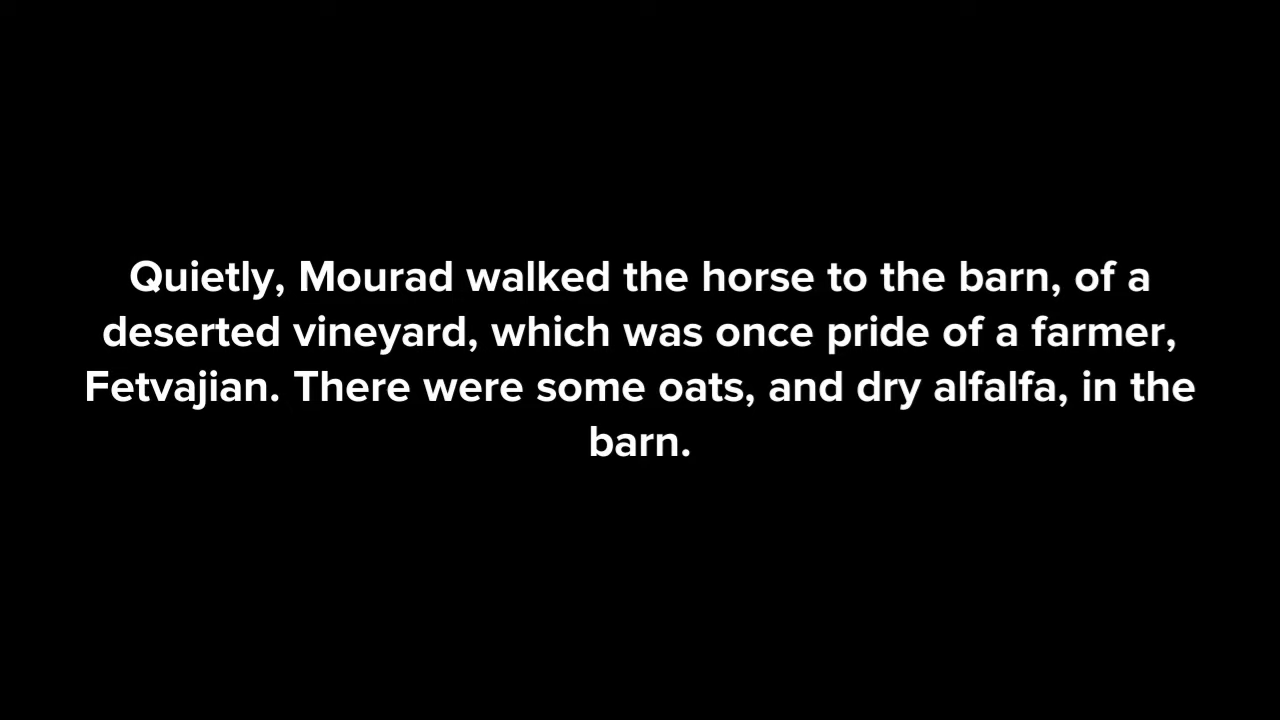 Quietly, Mourad walked the horse to the barn, of a
deserted vineyard, which was once pride of a farmer,
Fetvajian. There were some oats, and dry alfalfa, in the
barn.